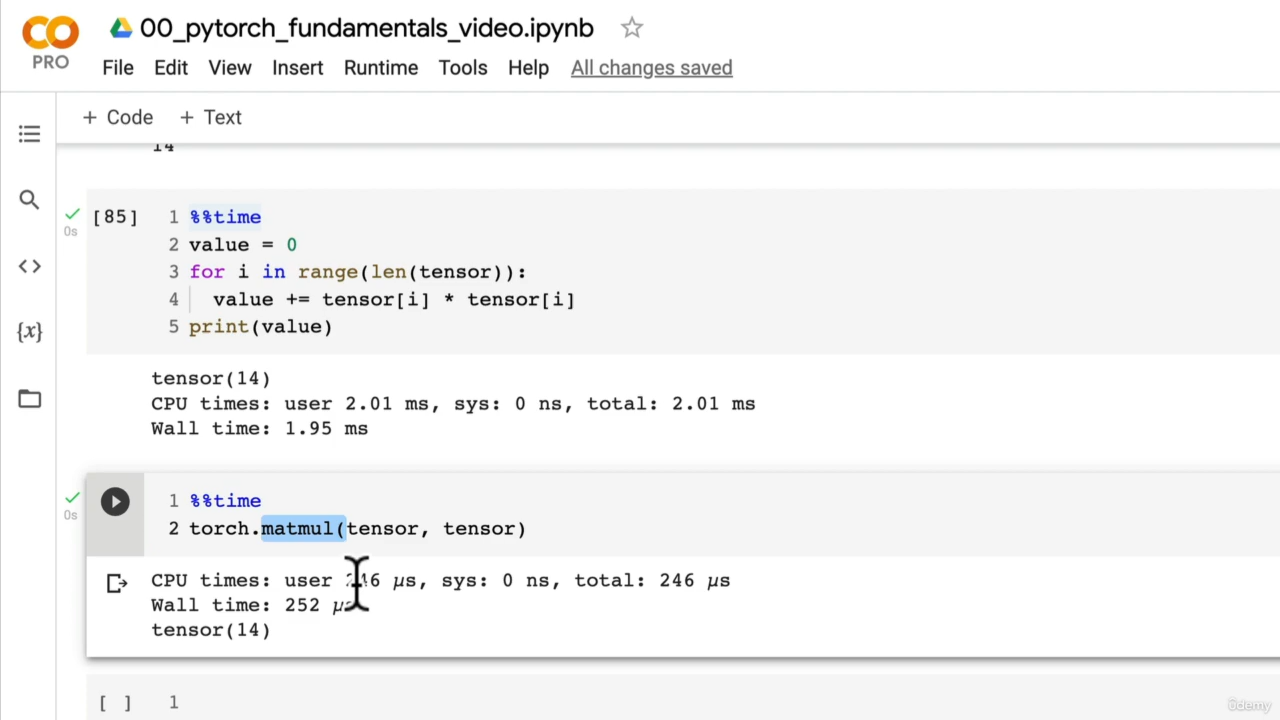 00_pytorch_fundamentals_video.ipynb
PRO
File Edit View Insert Runtime Tools Help All changes saved
+ Code + Text
14
[85] 1 %%time
0s
2 value = 0
3 for i in range(len(tensor)):
4 value += tensor[i] * tensor[i]
5 print(value)
tensor(14)
CPU times: user 2.01 ms, sys: 0 ns, total: 2.01 ms
Wall time: 1.95 ms
1 %%time
0s
2 torch.matmul(tensor, tensor)
CPU times: user 246 µs, sys: 0 ns, total: 246 µs
Wall time: 252 µs
tensor(14)
[ ] 1
ûdemy